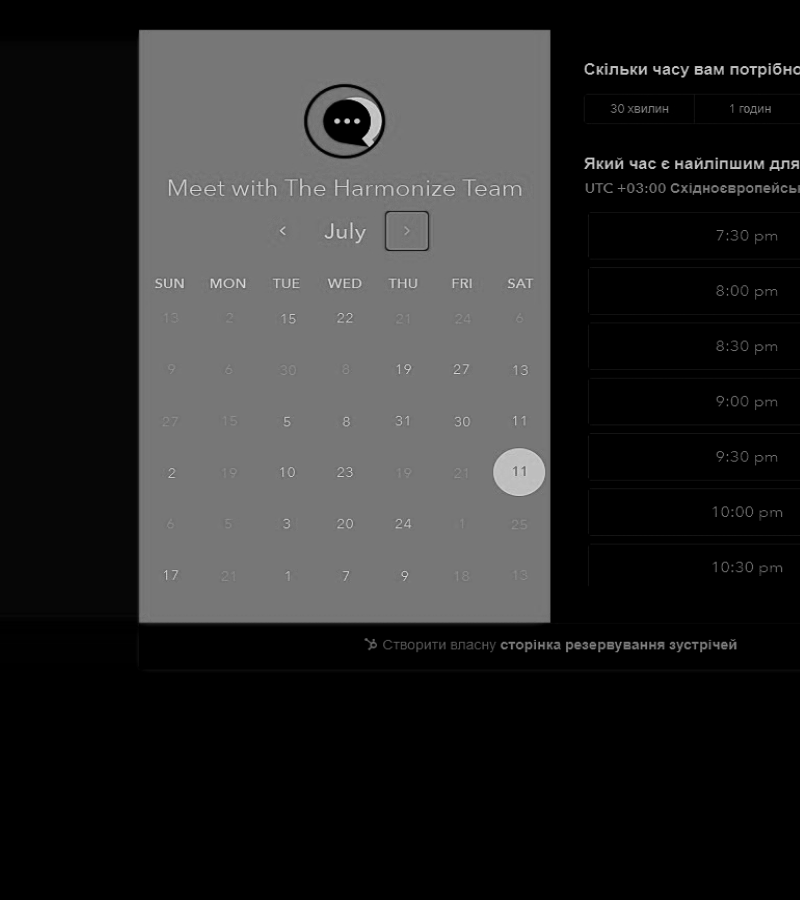 Meet with The Harmonize Team
July
SUN MON TUE WED THU FRI SAT
13 2 15 22 21 24 6
9 6 30 8 19 27 13
27 15 5 8 31 30 11
2 19 10 23 19 21 11
6 5 3 20 24 1 25
17 21 1 7 9 18 13
Скільки часу вам потрібно
30 хвилин 1 годин
Який час є найліпшим для
UTC +03:00 Східноєвропейсь
7:30 pm
8:00 pm
8:30 pm
9:00 pm
9:30 pm
10:00 pm
10:30 pm
Створити власну сторінка резервування зустрічей